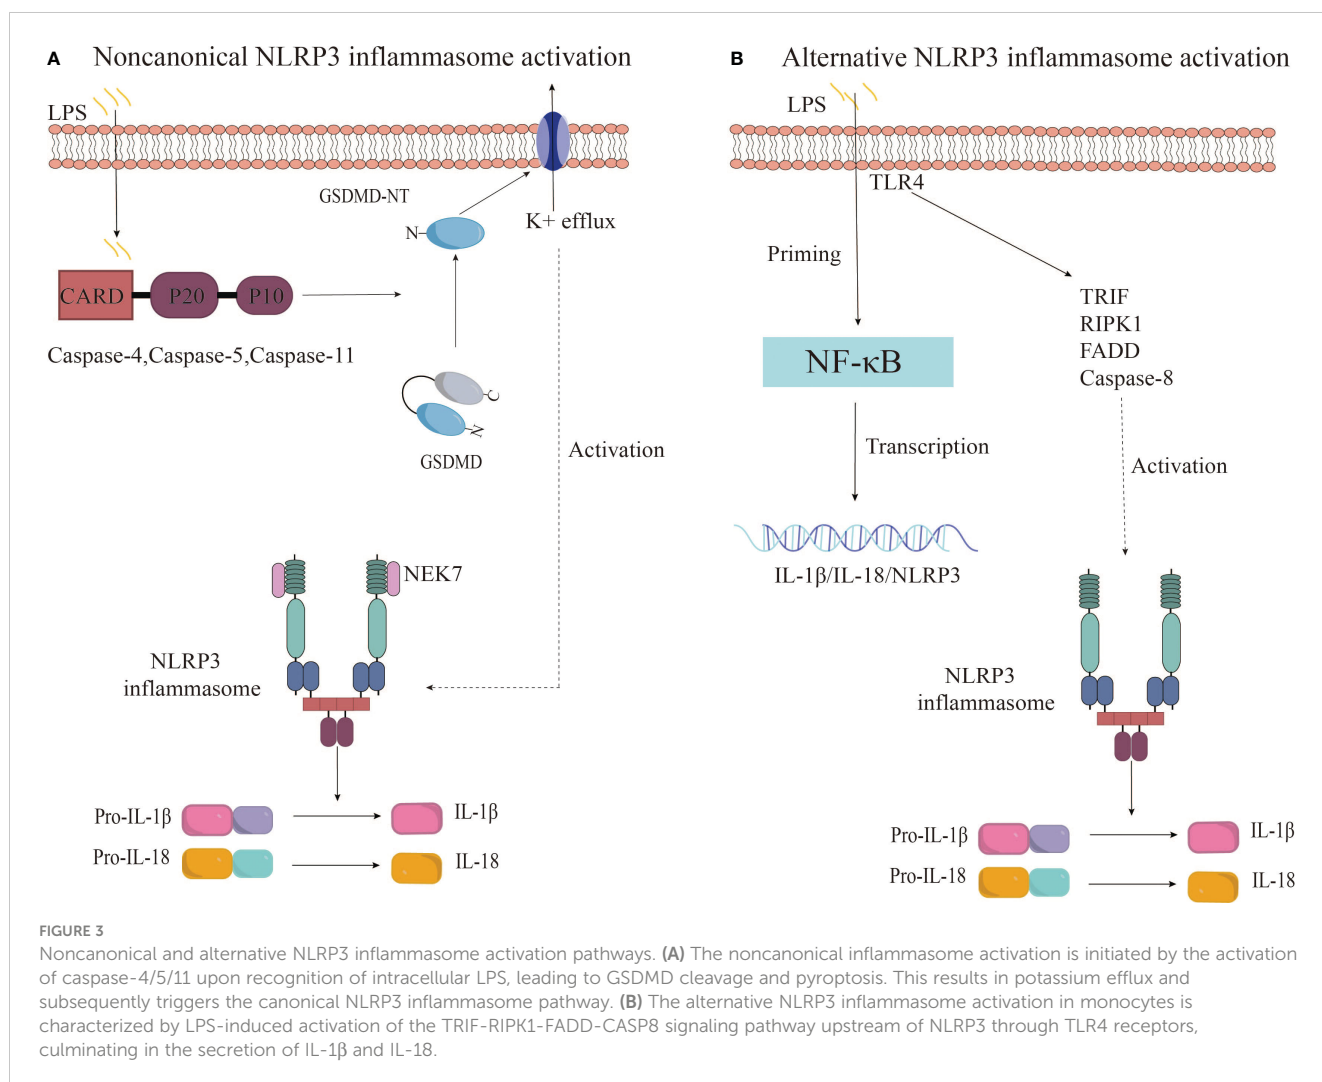 A Noncanonical NLRP3 inflammasome activation
LPS
GSDMD-NT
N
K+ efflux
CARD P20 P10
Caspase-4,Caspase-5,Caspase-11
C
N
GSDMD
Activation
NEK7
NLRP3
inflammasome
Pro-IL-1β IL-1β
Pro-IL-18 IL-18
B Alternative NLRP3 inflammasome activation
LPS
TLR4
Priming
TRIF
RIPK1
FADD
Caspase-8
NF-κB
Transcription
Activation
IL-1β/IL-18/NLRP3
NLRP3
inflammasome
Pro-IL-1β IL-1β
Pro-IL-18 IL-18
FIGURE 3
Noncanonical and alternative NLRP3 inflammasome activation pathways. (A) The noncanonical inflammasome activation is initiated by the activation
of caspase-4/5/11 upon recognition of intracellular LPS, leading to GSDMD cleavage and pyroptosis. This results in potassium efflux and
subsequently triggers the canonical NLRP3 inflammasome pathway. (B) The alternative NLRP3 inflammasome activation in monocytes is
characterized by LPS-induced activation of the TRIF-RIPK1-FADD-CASP8 signaling pathway upstream of NLRP3 through TLR4 receptors,
culminating in the secretion of IL-1β and IL-18.